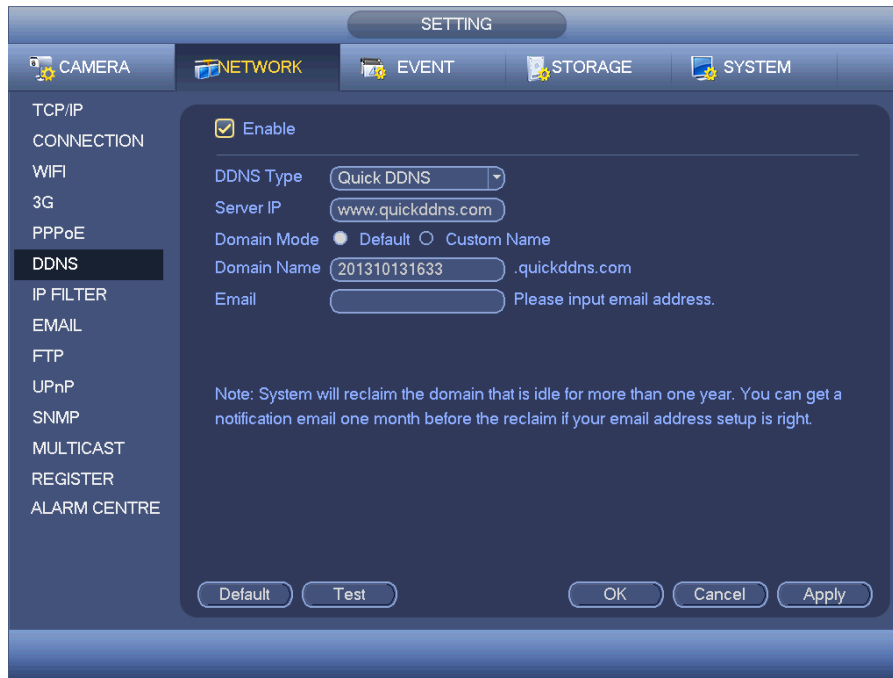 SETTING
CAMERA NETWORK EVENT STORAGE SYSTEM
TCP/IP
CONNECTION
WIFI
3G
PPPoE
DDNS
IP FILTER
EMAIL
FTP
UPnP
SNMP
MULTICAST
REGISTER
ALARM CENTRE
Enable
DDNS Type Quick DDNS
Server IP www.quickddns.com
Domain Mode Default Custom Name
Domain Name 201310131633 .quickddns.com
Email Please input email address.
Note: System will reclaim the domain that is idle for more than one year. You can get a
notification email one month before the reclaim if your email address setup is right.
Default Test OK Cancel Apply